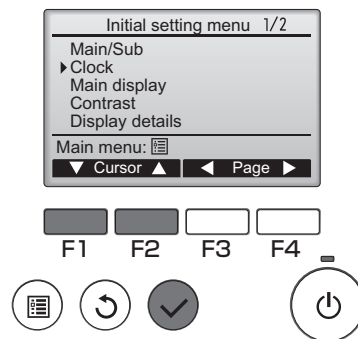 Initial setting menu 1/2
Main/Sub
Clock
Main display
Contrast
Display details
Main menu:
Cursor Page
F1 F2 F3 F4